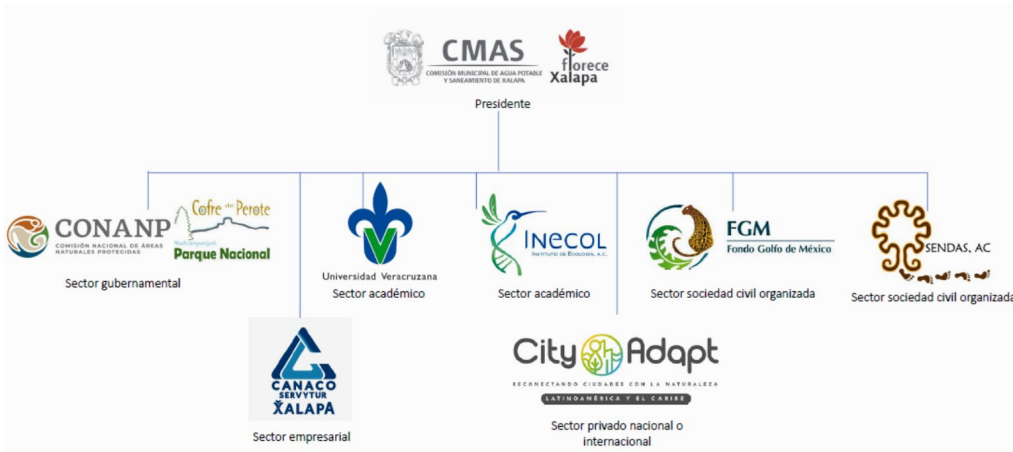 CMAS
COMISIÓN MUNICIPAL DE AGUA POTABLE
Y SANEAMIENTO DE XALAPA
florece
Xalapa
Presidente
CONANP
COMISIÓN NACIONAL DE ÁREAS
NATURALES PROTEGIDAS
Cofre de Perote
Parque Nacional
Sector gubernamental
Universidad Veracruzana
Sector académico
INECOL
INSTITUTO DE ECOLOGÍA, A.C.
Sector académico
FGM
Fondo Golfo de México
Sector sociedad civil organizada
SENDAS, AC
Sector sociedad civil organizada
CANACO
SERVYTUR
XALAPA
Sector empresarial
City Adapt
RECONECTANDO CIUDADES CON LA NATURALEZA
LATINOAMÉRICA Y EL CARIBE
Sector privado nacional o
internacional